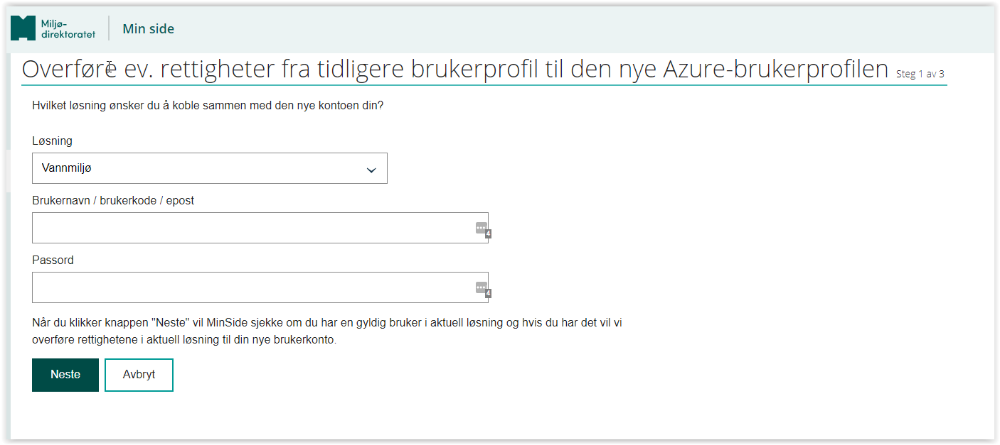 Miljø-
direktoratet
Min side
Overføre ev. rettigheter fra tidligere brukerprofil til den nye Azure-brukerprofilen Steg 1 av 3
Hvilket løsning ønsker du å koble sammen med den nye kontoen din?
Løsning
Vannmiljø
Brukernavn / brukerkode / epost
4
Passord
4
Når du klikker knappen "Neste" vil MinSide sjekke om du har en gyldig bruker i aktuell løsning og hvis du har det vil vi
overføre rettighetene i aktuell løsning til din nye brukerkonto.
Neste Avbryt